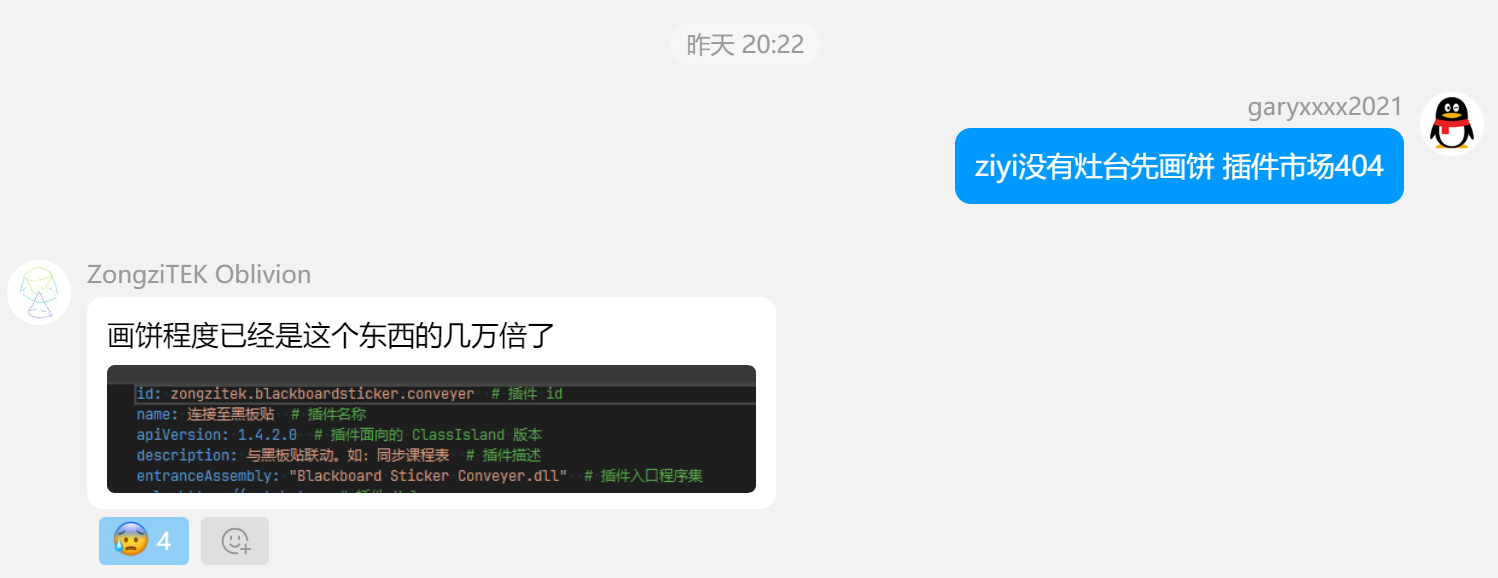 昨天 20:22
garyxxxx2021
ziyi没有灶台先画饼 插件市场404
ZongziTEK Oblivion
画饼程度已经是这个东西的几万倍了
id: zongzitek.blackboardsticker.conveyer # 插件 id
name: 连接至黑板贴 # 插件名称
apiVersion: 1.4.2.0 # 插件面向的 ClassIsland 版本
description: 与黑板贴联动。如: 同步课程表 # 插件描述
entranceAssembly: "Blackboard Sticker Conveyer.dll" # 插件入口程序集
4